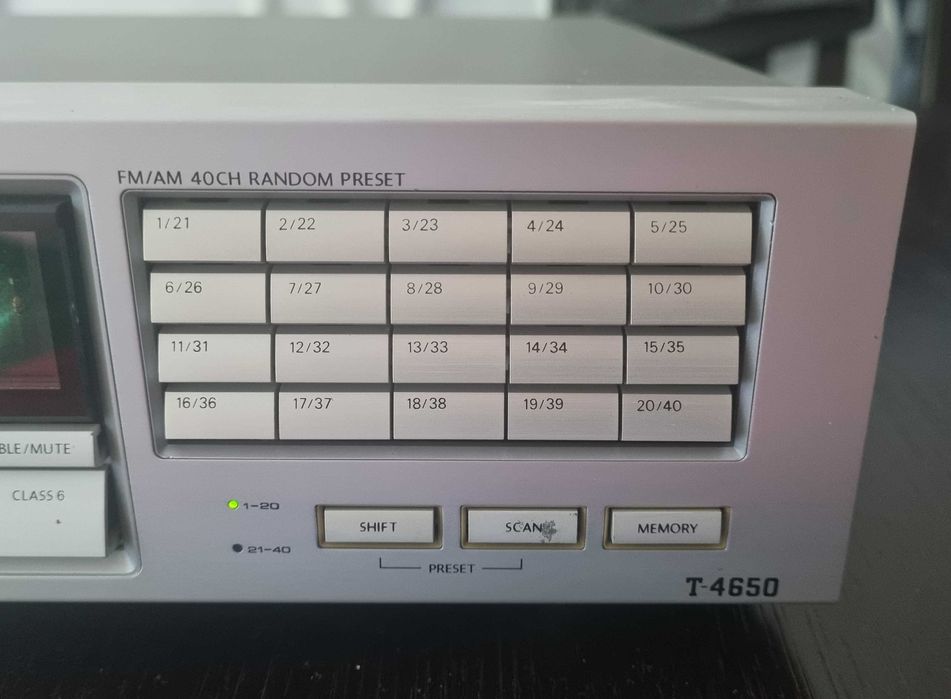 FM/AM 40CH RANDOM PRESET
1/21 2/22 3/23 4/24 5/25
6/26 7/27 8/28 9/29 10/30
11/31 12/32 13/33 14/34 15/35
16/36 17/37 18/38 19/39 20/40
BLE/MUTE
CLASS 6
1-20
SHIFT SCAN MEMORY
21-40
PRESET
T-4650